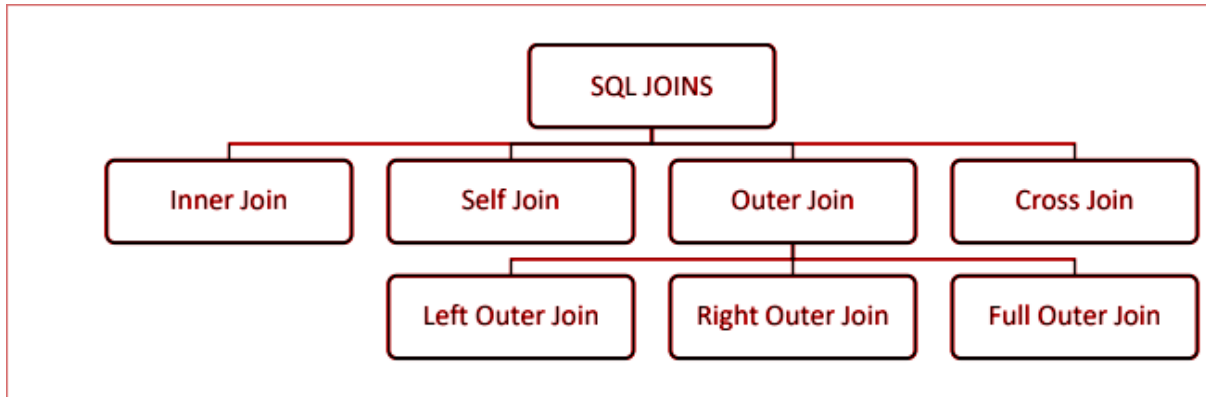 SQL JOINS
Inner Join
Self Join
Outer Join
Cross Join
Left Outer Join
Right Outer Join
Full Outer Join